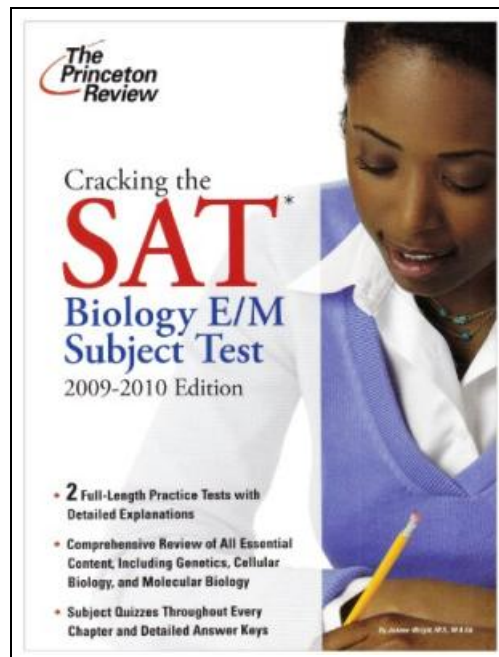 The
Princeton
Review
Cracking the
SAT*
Biology E/M
Subject Test
2009-2010 Edition
• 2 Full-Length Practice Tests with
Detailed Explanations
• Comprehensive Review of All Essential
Content, Including Genetics, Cellular
Biology, and Molecular Biology
• Subject Quizzes Throughout Every
Chapter and Detailed Answer Keys